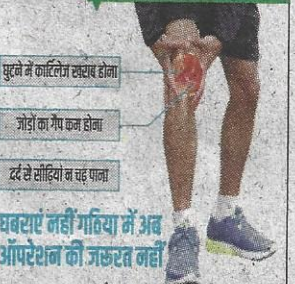 घुटने में कार्टिलेज खराब होना
जोड़ों का गैप कम होना
दर्द से सीढ़ियां न चढ़ पाना
घबराएं नहीं गठिया में अब
ऑपरेशन की जरूरत नहीं